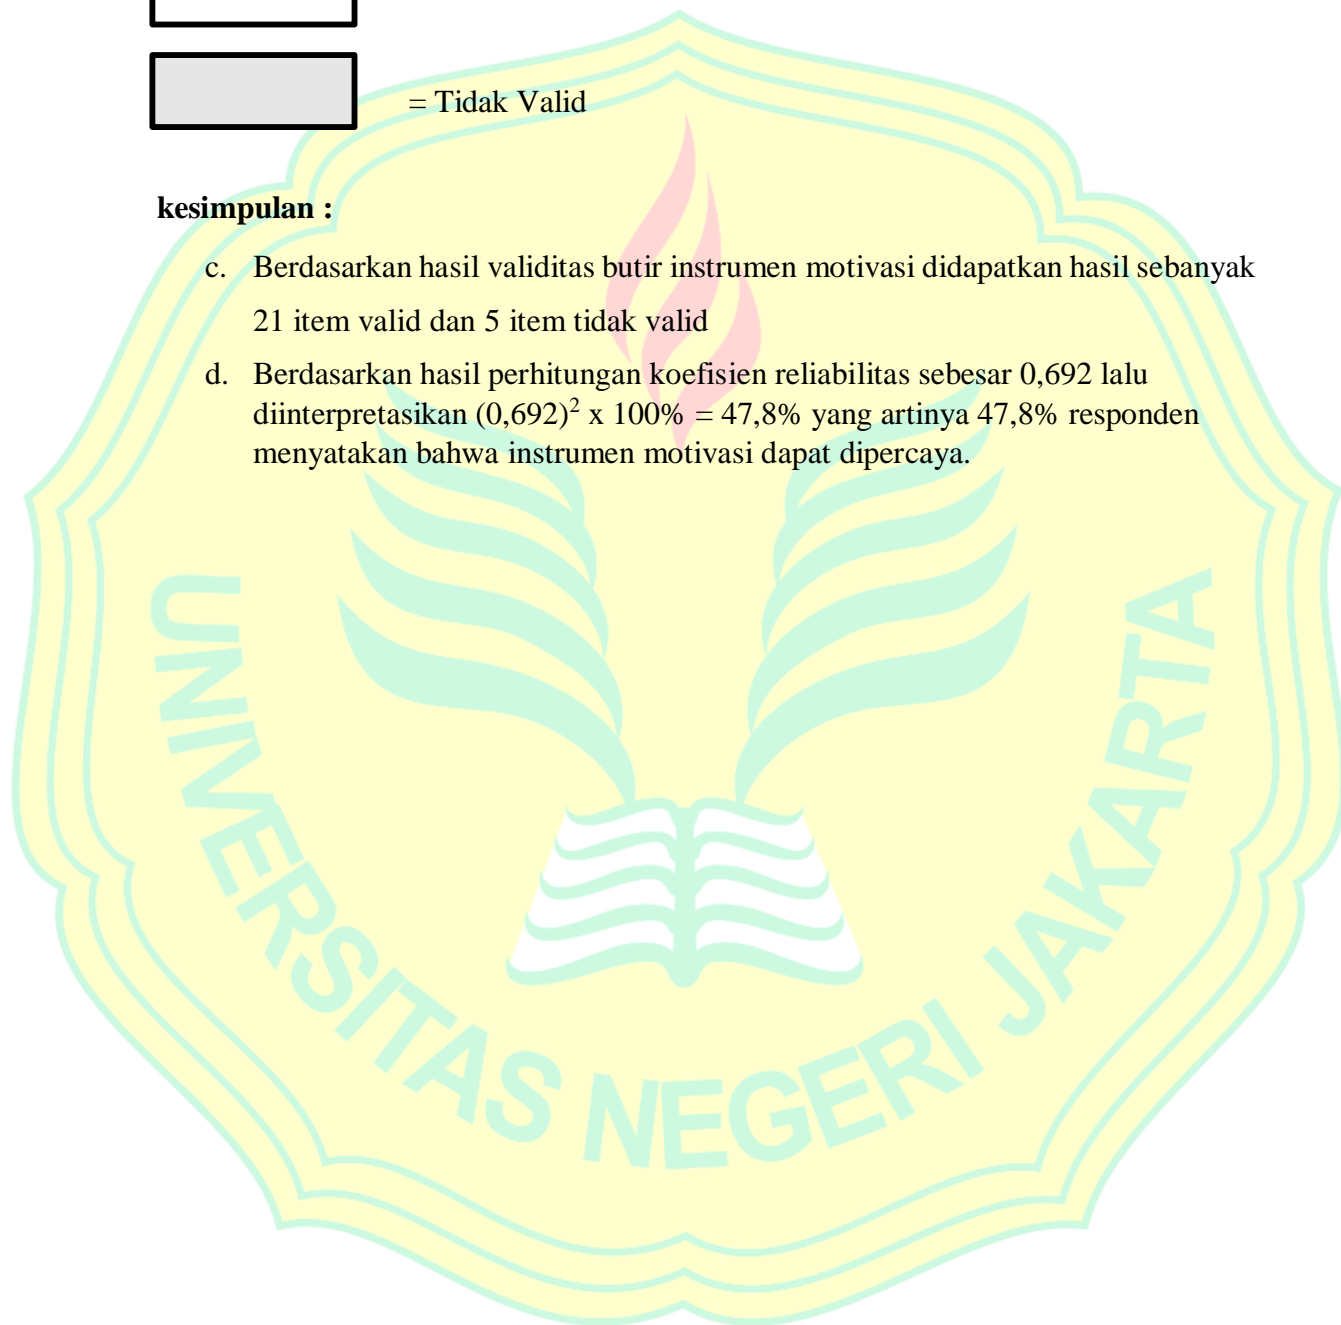 = Tidak Valid
kesimpulan :
c. Berdasarkan hasil validitas butir instrumen motivasi didapatkan hasil sebanyak
21 item valid dan 5 item tidak valid
d. Berdasarkan hasil perhitungan koefisien reliabilitas sebesar 0,692 lalu
diinterpretasikan (0,692)² x 100% = 47,8% yang artinya 47,8% responden
menyatakan bahwa instrumen motivasi dapat dipercaya.
UNIVERSITAS NEGERI JAKARTA